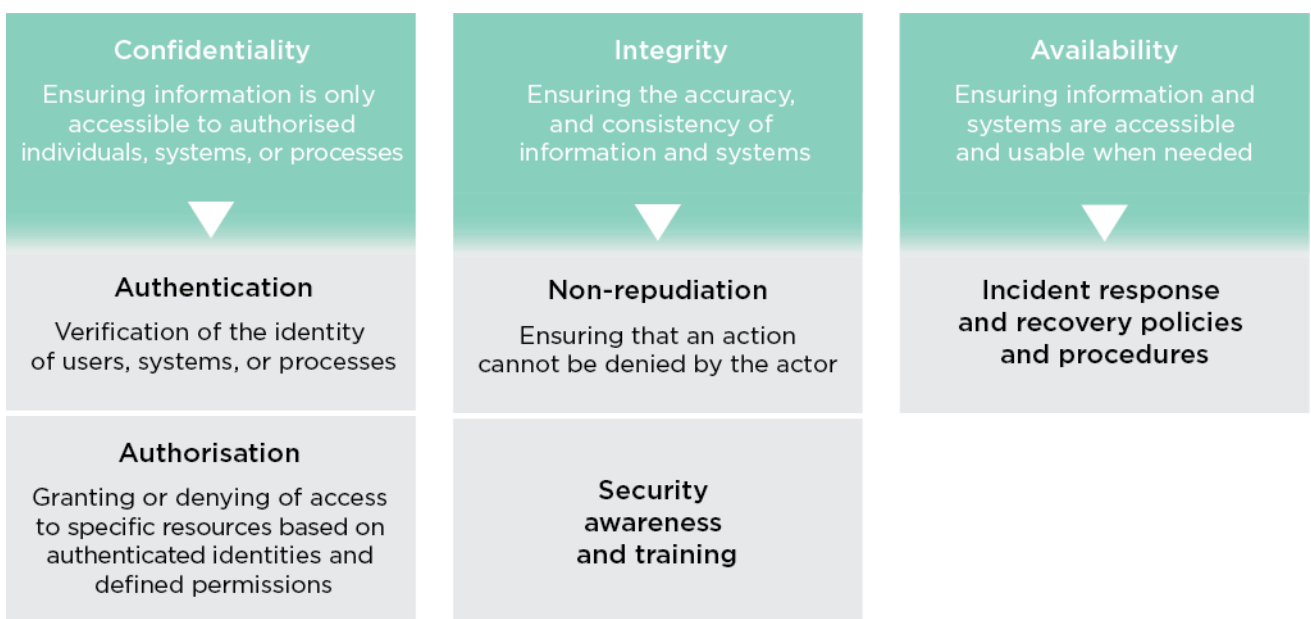 Confidentiality
Ensuring information is only
accessible to authorised
individuals, systems, or processes
Authentication
Verification of the identity
of users, systems, or processes
Authorisation
Granting or denying of access
to specific resources based on
authenticated identities and
defined permissions
Integrity
Ensuring the accuracy,
and consistency of
information and systems
Non-repudiation
Ensuring that an action
cannot be denied by the actor
Security
awareness
and training
Availability
Ensuring information and
systems are accessible
and usable when needed
Incident response
and recovery policies
and procedures